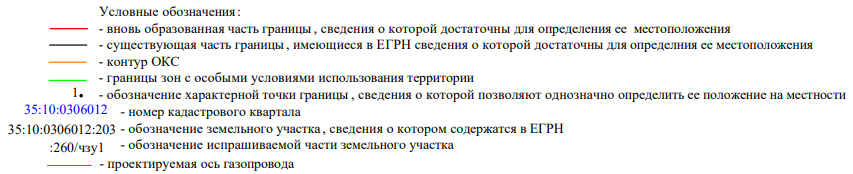 Условные обозначения:
- вновь образованная часть границы, сведения о которой достаточны для определения ее местоположения
- существующая часть границы, имеющиеся в ЕГРН сведения о которой достаточны для определния ее местоположения
- контур ОКС
- границы зон с особыми условиями использования территории
1. - обозначение характерной точки границы, сведения о которой позволяют однозначно определить ее положение на местности
35:10:0306012 - номер кадастрового квартала
35:10:0306012:203 - обозначение земельного участка, сведения о котором содержатся в ЕГРН
:260/чзу1 - обозначение испрашиваемой части земельного участка
- проектируемая ось газопровода